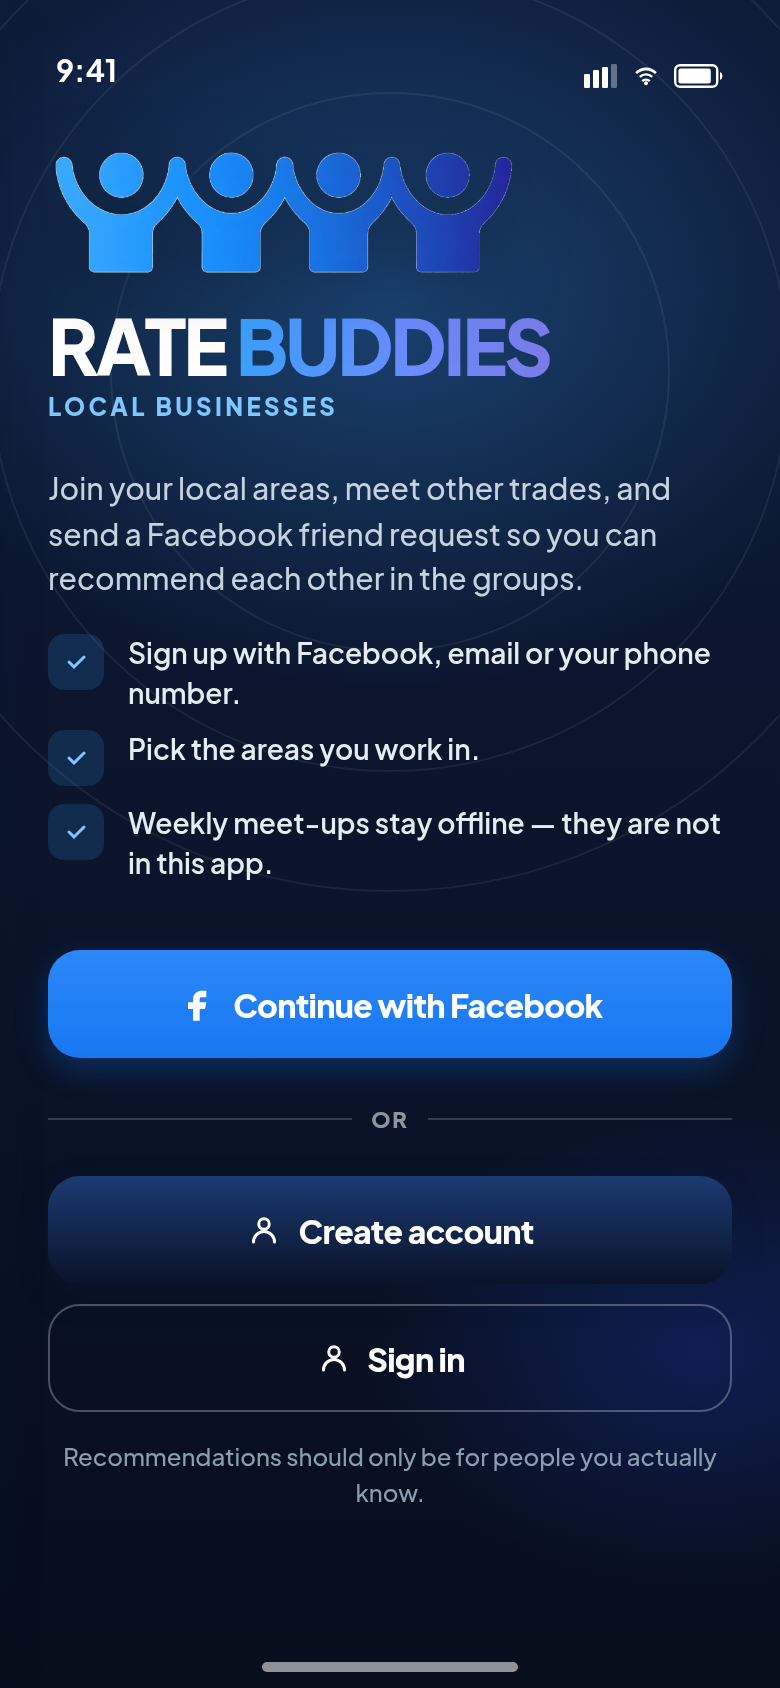 9:41
RATE BUDDIES
LOCAL BUSINESSES
Join your local areas, meet other trades, and
send a Facebook friend request so you can
recommend each other in the groups.
Sign up with Facebook, email or your phone
number.
Pick the areas you work in.
Weekly meet-ups stay offline — they are not
in this app.
Continue with Facebook
OR
Create account
Sign in
Recommendations should only be for people you actually
know.